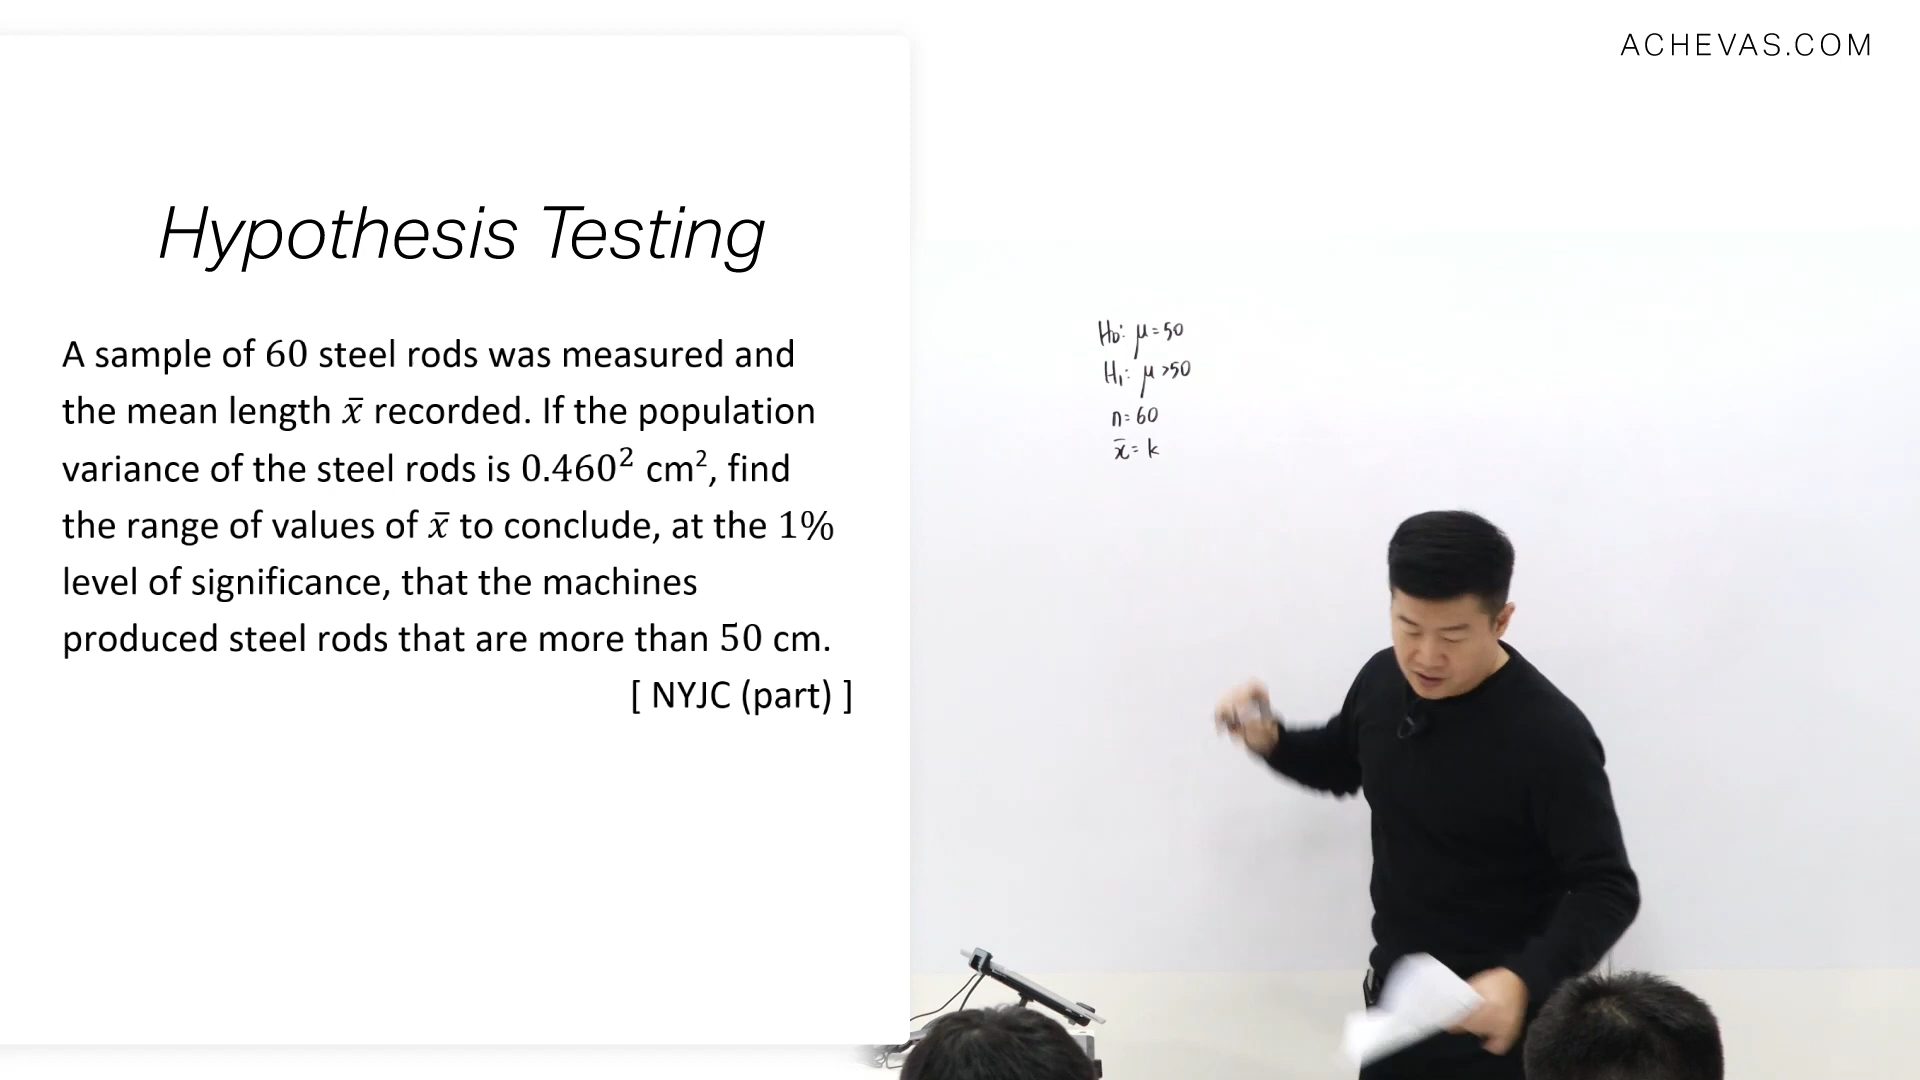 ACHEVAS.COM
Hypothesis Testing
A sample of 60 steel rods was measured and
the mean length x̄ recorded. If the population
variance of the steel rods is 0.460² cm², find
the range of values of x̄ to conclude, at the 1%
level of significance, that the machines
produced steel rods that are more than 50 cm.
[ NYJC (part) ]
H₀: μ = 50
H₁: μ > 50
n = 60
x̄ = k